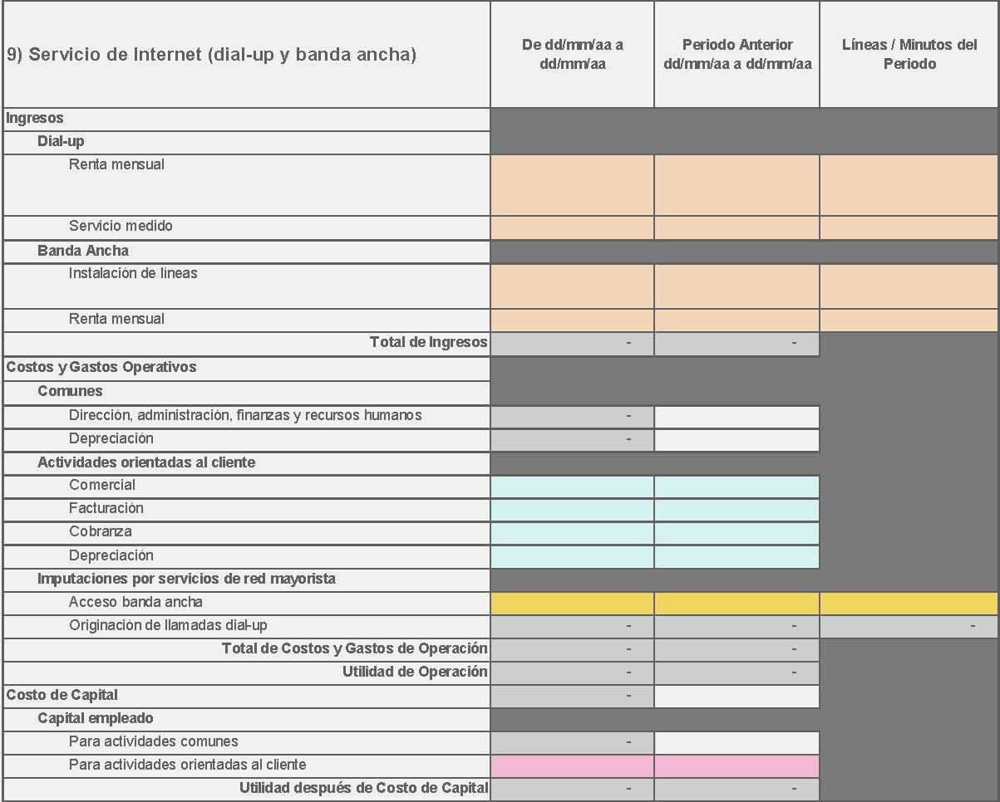 9) Servicio de Internet (dial-up y banda ancha)
De dd/mm/aa a
dd/mm/aa
Periodo Anterior
dd/mm/aa a dd/mm/aa
Líneas / Minutos del
Periodo
Ingresos
Dial-up
Renta mensual
Servicio medido
Banda Ancha
Instalación de líneas
Renta mensual
Total de Ingresos - -
Costos y Gastos Operativos
Comunes
Dirección, administración, finanzas y recursos humanos -
Depreciación -
Actividades orientadas al cliente
Comercial
Facturación
Cobranza
Depreciación
Imputaciones por servicios de red mayorista
Acceso banda ancha
Originación de llamadas dial-up - - -
Total de Costos y Gastos de Operación - -
Utilidad de Operación - -
Costo de Capital -
Capital empleado
Para actividades comunes -
Para actividades orientadas al cliente
Utilidad después de Costo de Capital - -